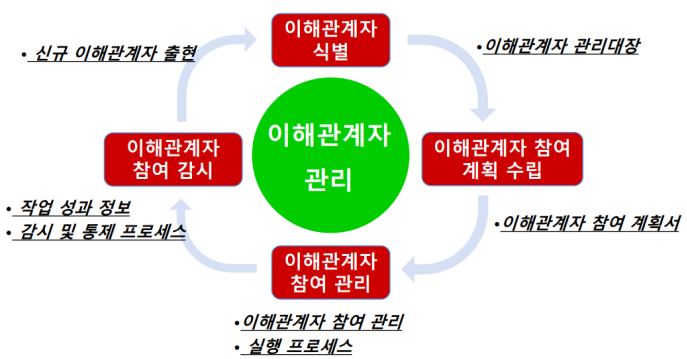 이해관계자
식별
• 신규 이해관계자 출현
•이해관계자 관리대장
이해관계자
관리
이해관계자
참여 감시
이해관계자 참여
계획 수립
• 작업 성과 정보
• 감시 및 통제 프로세스
•이해관계자 참여 계획서
이해관계자
참여 관리
•이해관계자 참여 관리
• 실행 프로세스